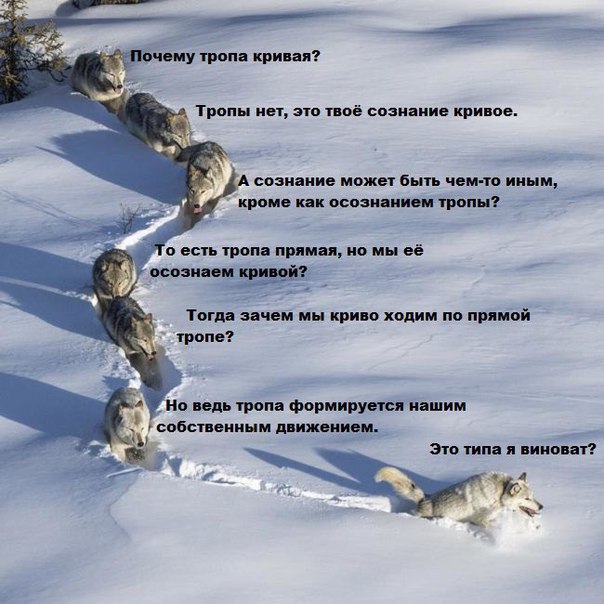 Почему тропа кривая?
Тропы нет, это твоё сознание кривое.
А сознание может быть чем-то иным,
кроме как осознанием тропы?
То есть тропа прямая, но мы её
осознаем кривой?
Тогда зачем мы криво ходим по прямой
тропе?
Но ведь тропа формируется нашим
собственным движением.
Это типа я виноват?